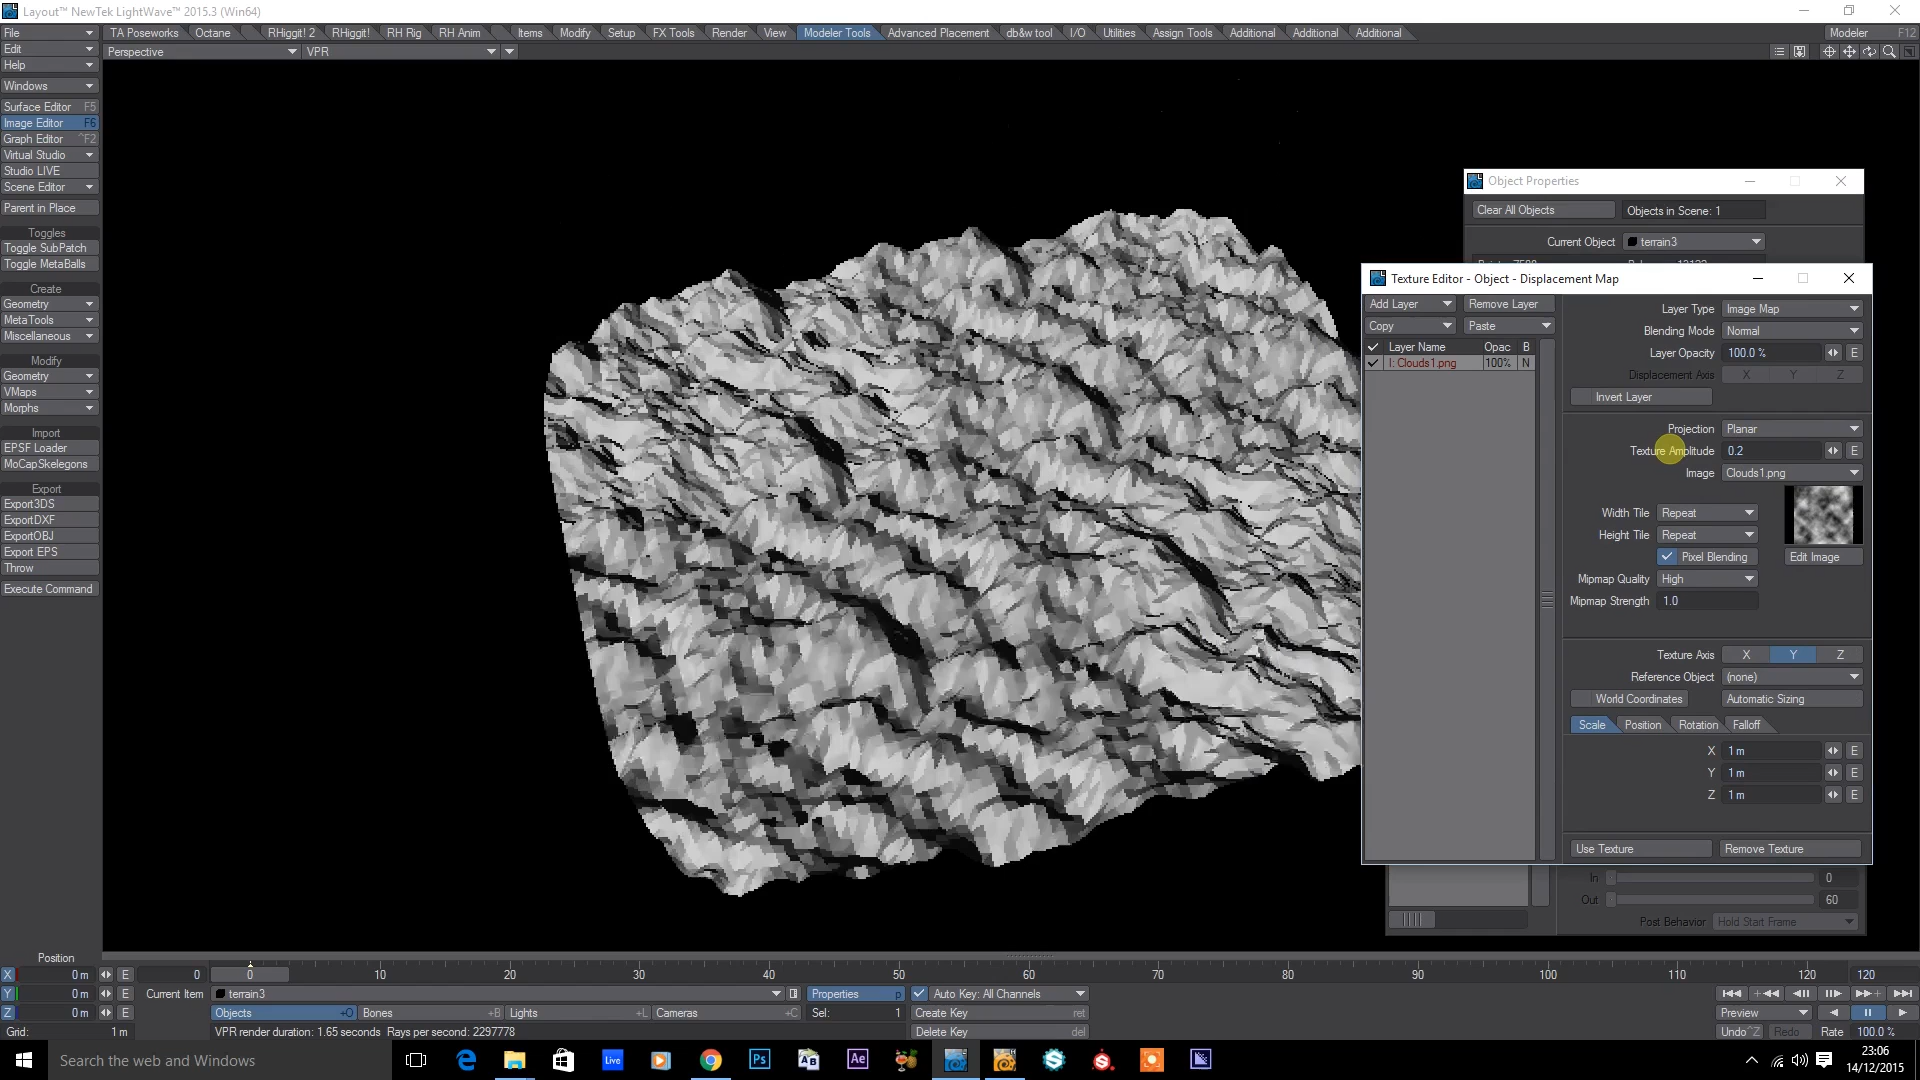 Layout™ NewTek LightWave™ 2015.3 (Win64)
File TA Poseworks Octane RHiggit! 2 RHiggit! RH Rig RH Anim Items Modify Setup FX Tools Render View Modeler Tools Advanced Placement db&w tool I/O Utilities Assign Tools Additional Additional Additional Modeler F12
Edit Perspective VPR
Help
Windows
Surface Editor F5
Image Editor F6
Graph Editor ^F2
Virtual Studio
Studio LIVE
Scene Editor
Parent in Place
Toggles
Toggle SubPatch
Toggle MetaBalls
Create
Geometry
MetaTools
Miscellaneous
Modify
Geometry
VMaps
Morphs
Import
EPSF Loader
MoCapSkelegons
Export
Export3DS
ExportDXF
ExportOBJ
Export EPS
Throw
Execute Command
Object Properties
Clear All Objects Objects in Scene: 1
Current Object terrain3
Texture Editor - Object - Displacement Map
Add Layer Remove Layer
Copy Paste
Layer Name Opac B
I: Clouds1.png 100% N
Layer Type Image Map
Blending Mode Normal
Layer Opacity 100.0 % E
Displacement Axis X Y Z
Invert Layer
Projection Planar
Texture Amplitude 0.2 E
Image Clouds1.png
Width Tile Repeat
Height Tile Repeat
Pixel Blending Edit Image
Mipmap Quality High
Mipmap Strength 1.0
Texture Axis X Y Z
Reference Object (none)
World Coordinates Automatic Sizing
Scale Position Rotation Falloff
X 1 m E
Y 1 m E
Z 1 m E
Use Texture Remove Texture
In 0
Out 60
Post Behavior Hold Start Frame
Position
X 0 m E 0 0 10 20 30 40 50 60 70 80 90 100 110 120 120
Y 0 m E Current Item terrain3 Properties p Auto Key: All Channels
Z 0 m E Objects +O Bones +B Lights +L Cameras +C Sel: 1 Create Key ret Preview
Grid: 1 m VPR render duration: 1.65 seconds Rays per second: 2297778 Delete Key del Undo ^Z Redo Rate 100.0 %
Search the web and Windows
Live
Ps
AB
Ae
23:06
14/12/2015